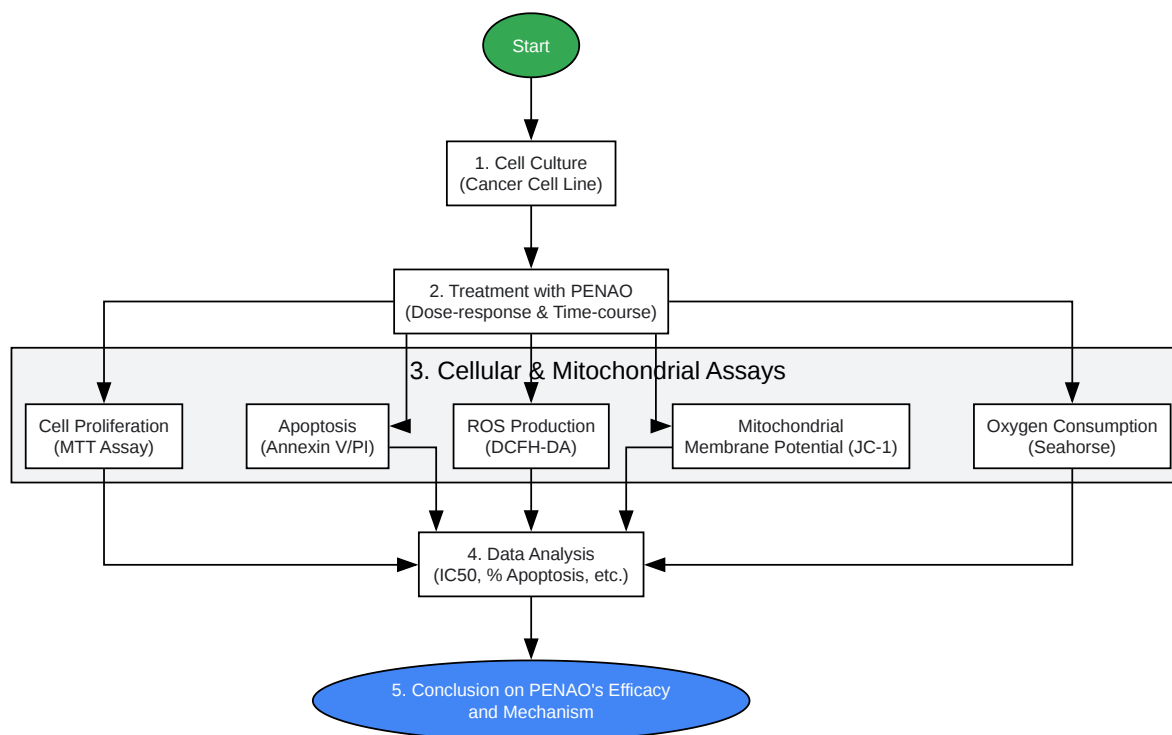 Start
1. Cell Culture
(Cancer Cell Line)
2. Treatment with PENAO
(Dose-response & Time-course)
3. Cellular & Mitochondrial Assays
Cell Proliferation
(MTT Assay)
Apoptosis
(Annexin V/PI)
ROS Production
(DCFH-DA)
Mitochondrial
Membrane Potential (JC-1)
Oxygen Consumption
(Seahorse)
4. Data Analysis
(IC50, % Apoptosis, etc.)
5. Conclusion on PENAO's Efficacy
and Mechanism